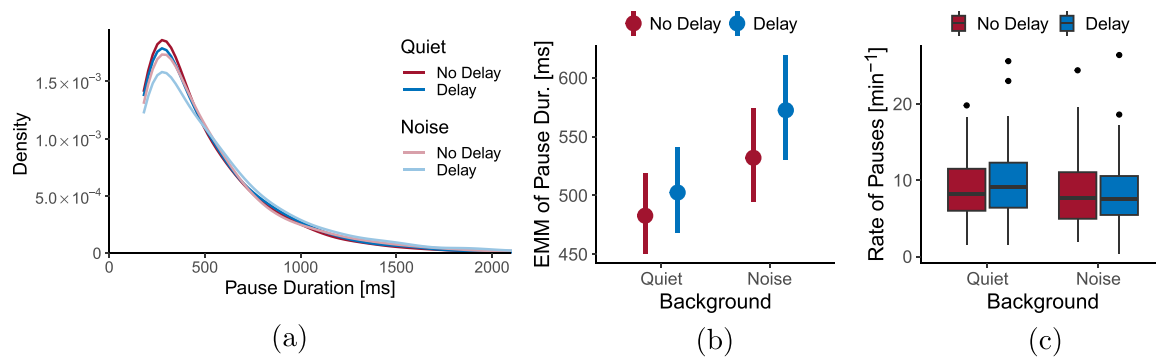 Density
1.5×10⁻³
1.0×10⁻³
5.0×10⁻⁴
0
0
500
1000
1500
2000
Pause Duration [ms]
Quiet
No Delay
Delay
Noise
No Delay
Delay
(a)
No Delay
Delay
EMM of Pause Dur. [ms]
600
550
500
450
Quiet
Noise
Background
(b)
No Delay
Delay
Rate of Pauses [min⁻¹]
20
10
0
Quiet
Noise
Background
(c)